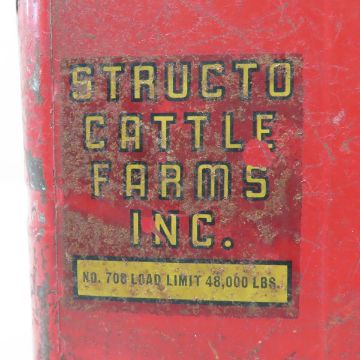 STRUCTO
CATTLE
FARMS
INC.
NO. 708 LOAD LIMIT 48,000 LBS.